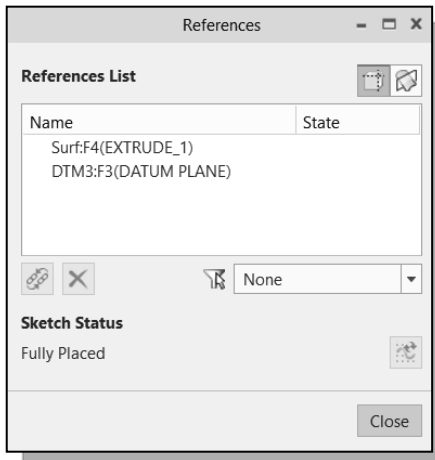 References
References List
Name State
Surf:F4(EXTRUDE_1)
DTM3:F3(DATUM PLANE)
None
Sketch Status
Fully Placed
Close